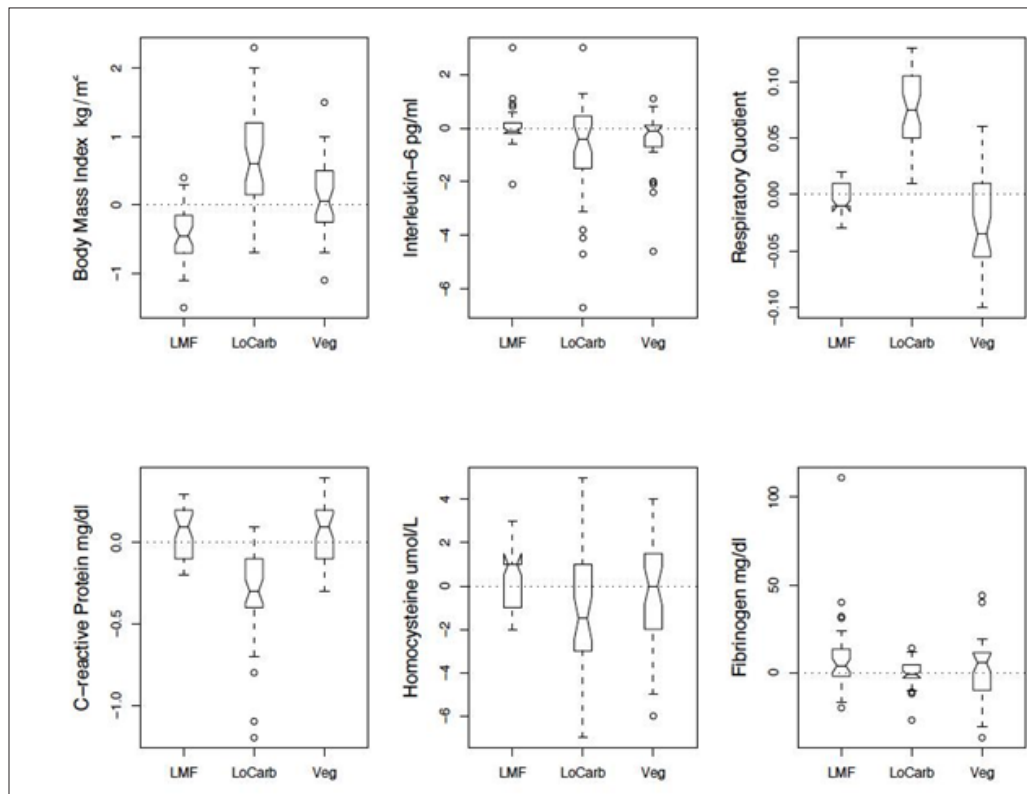 Body Mass Index kg/m²
2
1
0
−1
LMF LoCarb Veg
Interleukin−6 pg/ml
2
0
−2
−4
−6
LMF LoCarb Veg
Respiratory Quotient
0.10
0.05
0.00
−0.05
−0.10
LMF LoCarb Veg
C−reactive Protein mg/dl
0.0
−0.5
−1.0
LMF LoCarb Veg
Homocysteine umol/L
4
2
0
−2
−4
−6
LMF LoCarb Veg
Fibrinogen mg/dl
100
50
0
LMF LoCarb Veg